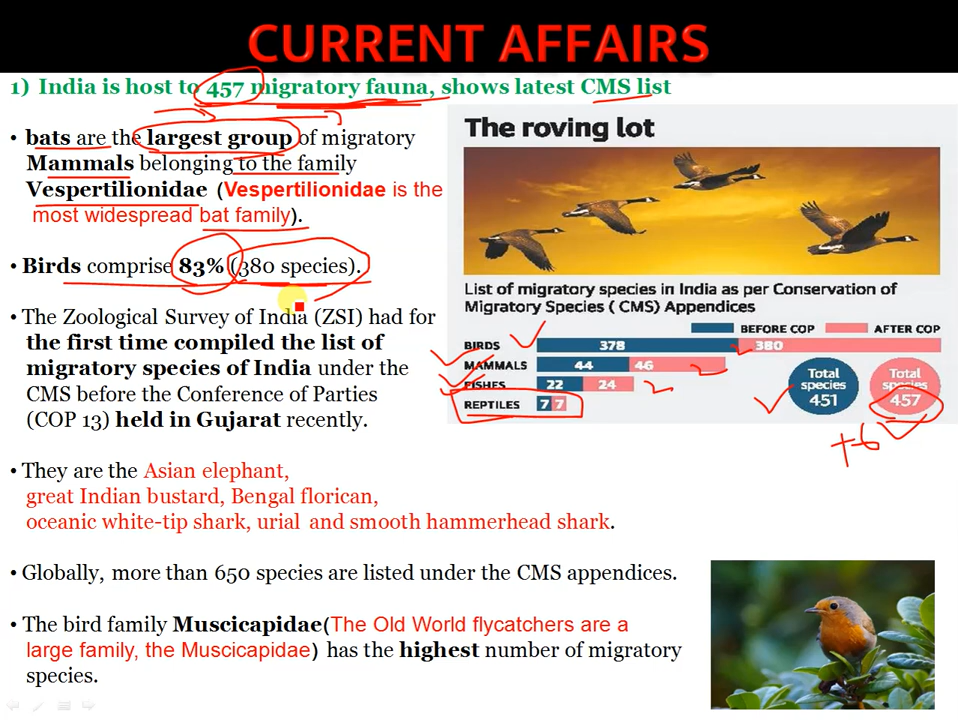 CURRENT AFFAIRS
1) India is host to 457 migratory fauna, shows latest CMS list
• bats are the largest group of migratory
Mammals belonging to the family
Vespertilionidae (Vespertilionidae is the
most widespread bat family).
• Birds comprise 83% (380 species).
• The Zoological Survey of India (ZSI) had for
the first time compiled the list of
migratory species of India under the
CMS before the Conference of Parties
(COP 13) held in Gujarat recently.
• They are the Asian elephant,
great Indian bustard, Bengal florican,
oceanic white-tip shark, urial and smooth hammerhead shark.
• Globally, more than 650 species are listed under the CMS appendices.
• The bird family Muscicapidae(The Old World flycatchers are a
large family, the Muscicapidae) has the highest number of migratory
species.
The roving lot
List of migratory species in India as per Conservation of
Migratory Species ( CMS) Appendices
BEFORE COP AFTER COP
BIRDS 378 380
MAMMALS 44 46
FISHES 22 24
REPTILES 7 7
Total
species
451
Total
species
457
+6